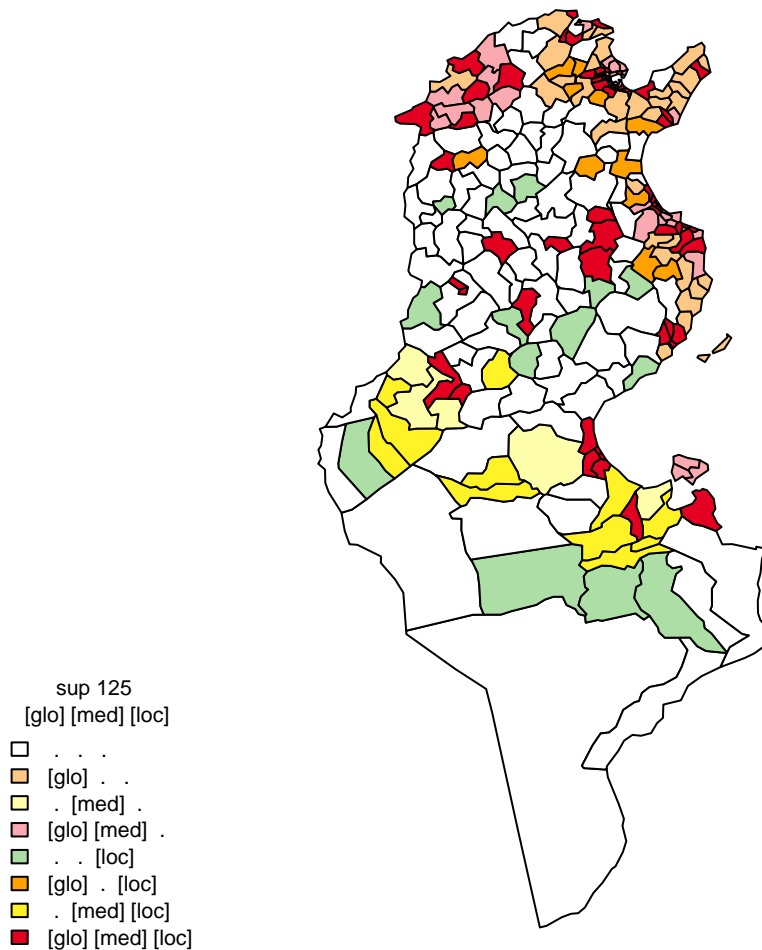 sup 125
[glo] [med] [loc]
. . .
[glo] . .
. [med] .
[glo] [med] .
. . [loc]
[glo] . [loc]
. [med] [loc]
[glo] [med] [loc]